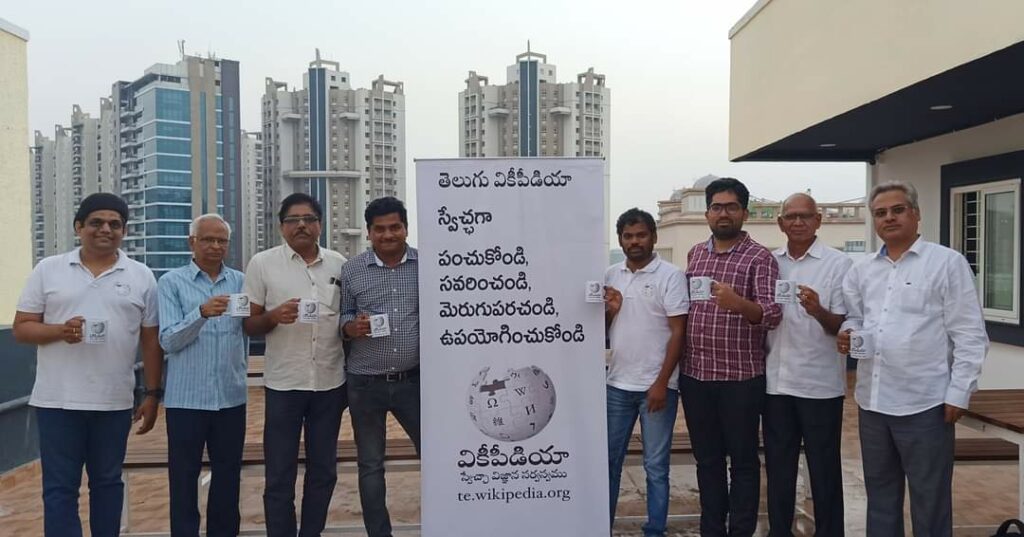 తెలుగు వికీపీడియా
స్వేచ్ఛగా
పంచుకోండి,
సవరించండి,
మెరుగుపరచండి,
ఉపయోగించుకోండి
Ω W И
వికీపీడియా
స్వేచ్ఛా విజ్ఞాన సర్వస్వము
te.wikipedia.org